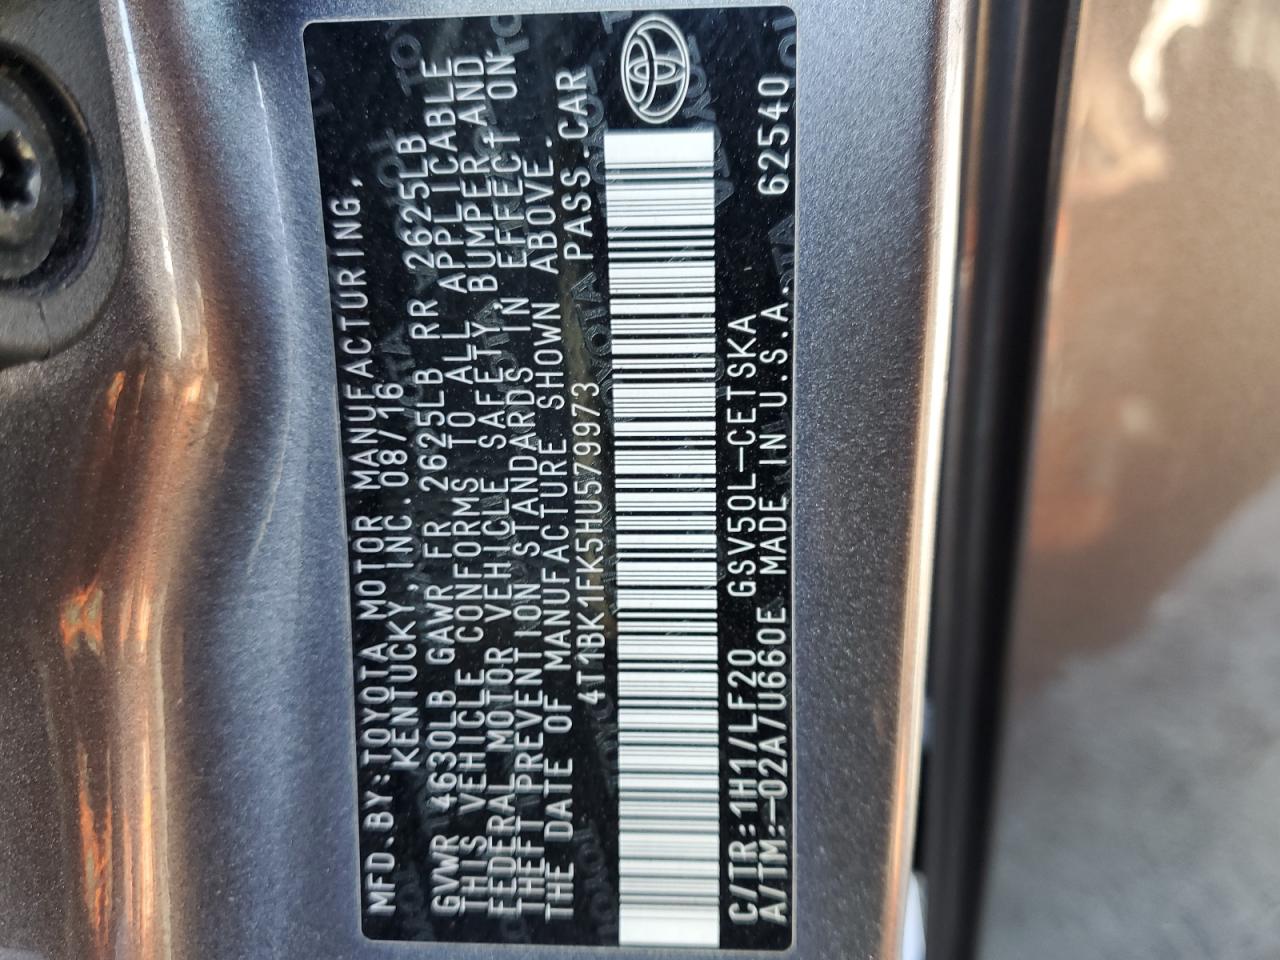 MFD.BY:TOYOTA MOTOR MANUFACTURING,
KENTUCKY, INC. 08/16
GVWR 4630LB GAWR FR 2625LB RR 2625LB
THIS VEHICLE CONFORMS TO ALL APPLICABLE
FEDERAL MOTOR VEHICLE SAFETY, BUMPER, AND
THEFT PREVENTION STANDARDS IN EFFECT ON
THE DATE OF MANUFACTURE SHOWN ABOVE.
4T1BK1FK5HU579973 PASS.CAR
C/TR:1H1/LF20 GSV50L-CETSKA
A/TM:-02A/U660E MADE IN U.S.A. 62540